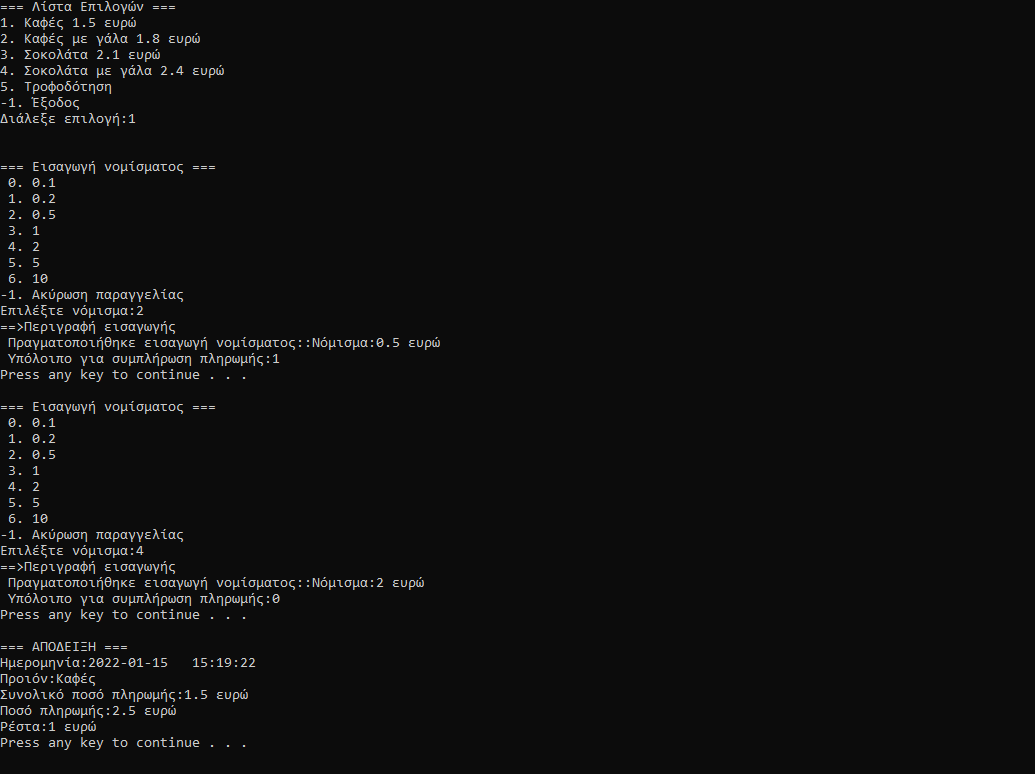 === Λίστα Επιλογών ===
1. Καφές 1.5 ευρώ
2. Καφές με γάλα 1.8 ευρώ
3. Σοκολάτα 2.1 ευρώ
4. Σοκολάτα με γάλα 2.4 ευρώ
5. Τροφοδότηση
-1. Έξοδος
Διάλεξε επιλογή:1
=== Εισαγωγή νομίσματος ===
0. 0.1
1. 0.2
2. 0.5
3. 1
4. 2
5. 5
6. 10
-1. Ακύρωση παραγγελίας
Επιλέξτε νόμισμα:2
==>Περιγραφή εισαγωγής
Πραγματοποιήθηκε εισαγωγή νομίσματος::Νόμισμα:0.5 ευρώ
Υπόλοιπο για συμπλήρωση πληρωμής:1
Press any key to continue . . .
=== Εισαγωγή νομίσματος ===
0. 0.1
1. 0.2
2. 0.5
3. 1
4. 2
5. 5
6. 10
-1. Ακύρωση παραγγελίας
Επιλέξτε νόμισμα:4
==>Περιγραφή εισαγωγής
Πραγματοποιήθηκε εισαγωγή νομίσματος::Νόμισμα:2 ευρώ
Υπόλοιπο για συμπλήρωση πληρωμής:0
Press any key to continue . . .
=== ΑΠΟΔΕΙΞΗ ===
Ημερομηνία:2022-01-15   15:19:22
Προιόν:Καφές
Συνολικό ποσό πληρωμής:1.5 ευρώ
Ποσό πληρωμής:2.5 ευρώ
Ρέστα:1 ευρώ
Press any key to continue . . .